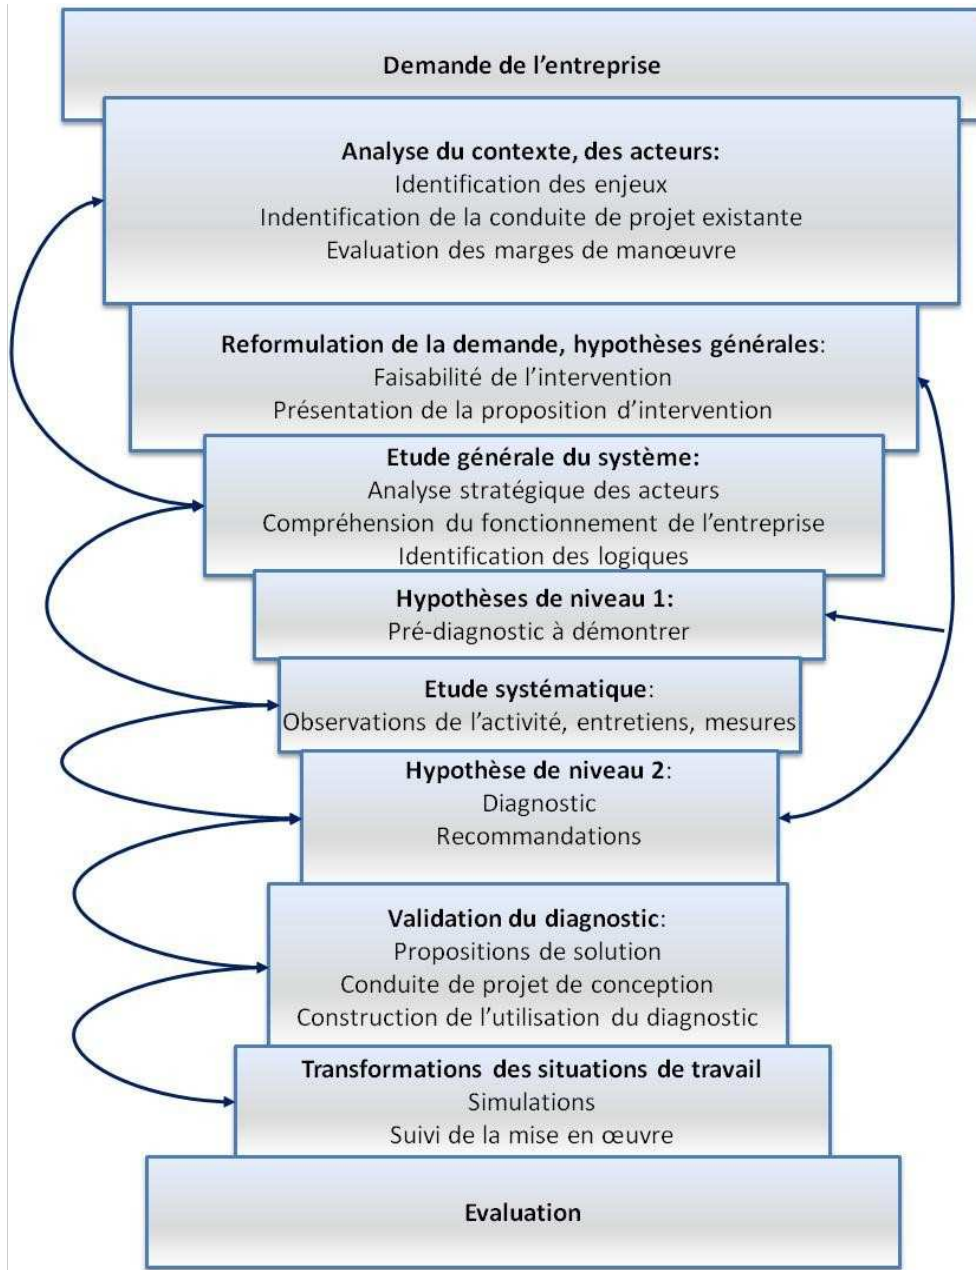 Demande de l’entreprise
Analyse du contexte, des acteurs:
Identification des enjeux
Indentification de la conduite de projet existante
Evaluation des marges de manœuvre
Reformulation de la demande, hypothèses générales:
Faisabilité de l’intervention
Présentation de la proposition d’intervention
Etude générale du système:
Analyse stratégique des acteurs
Compréhension du fonctionnement de l’entreprise
Identification des logiques
Hypothèses de niveau 1:
Pré-diagnostic à démontrer
Etude systématique:
Observations de l’activité, entretiens, mesures
Hypothèse de niveau 2:
Diagnostic
Recommandations
Validation du diagnostic:
Propositions de solution
Conduite de projet de conception
Construction de l’utilisation du diagnostic
Transformations des situations de travail
Simulations
Suivi de la mise en œuvre
Evaluation